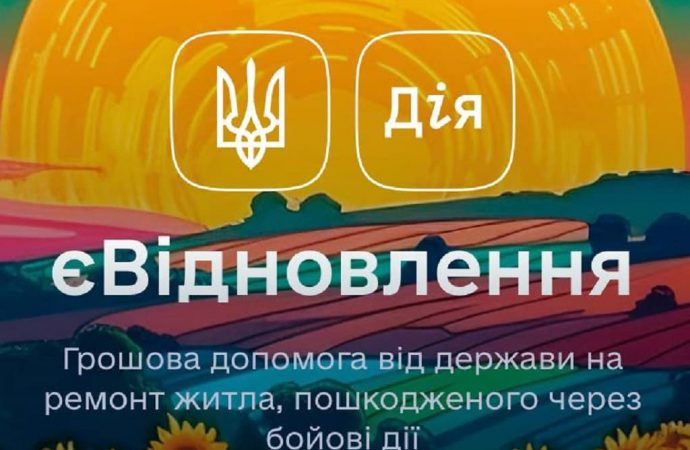 Дія
єВідновлення
Грошова допомога від держави на
ремонт житла, пошкодженого через
бойові дії